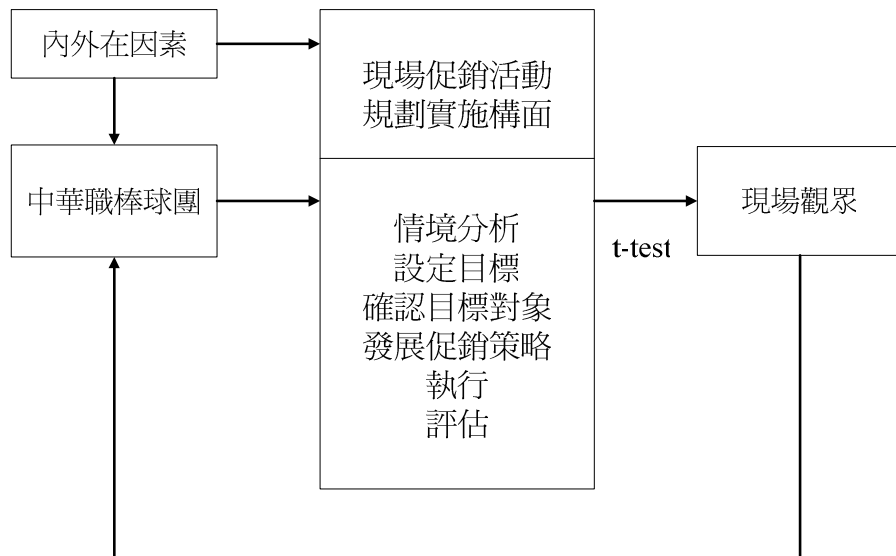 內外在因素
現場促銷活動
規劃實施構面
中華職棒球團
現場觀眾
情境分析
設定目標
確認目標對象
發展促銷策略
執行
評估
t-test